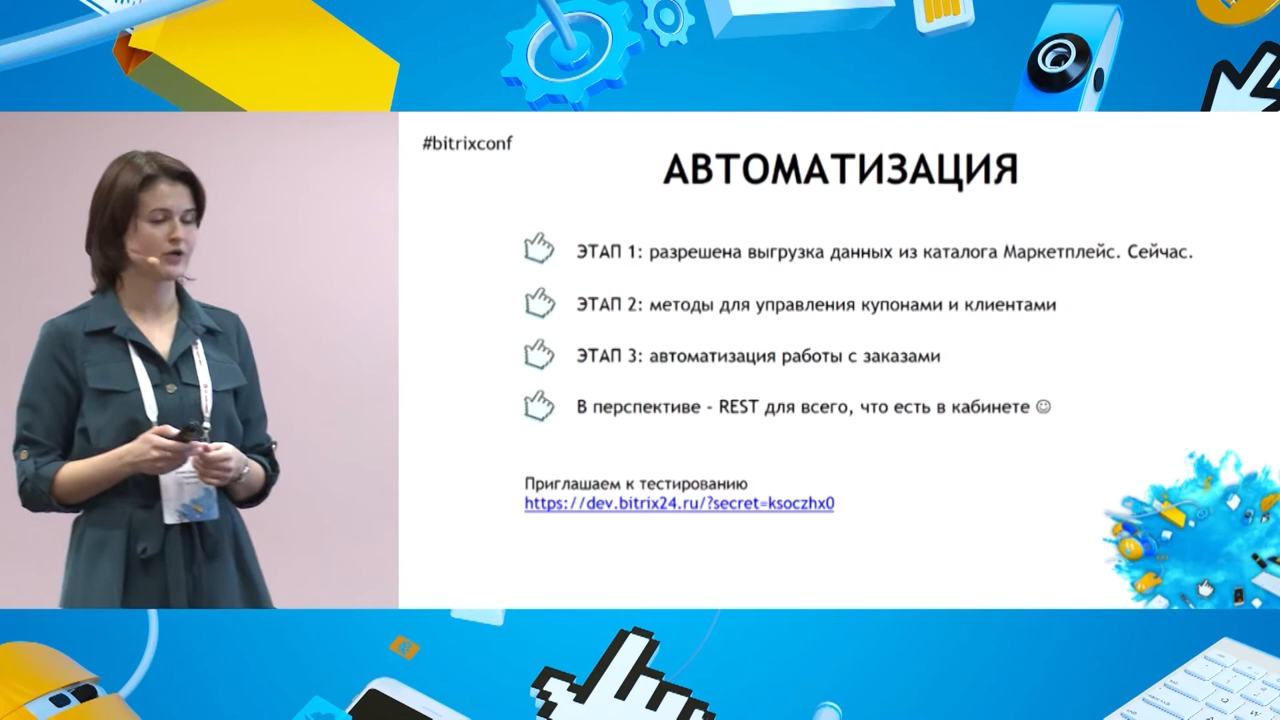 #bitrixconf
АВТОМАТИЗАЦИЯ
ЭТАП 1: разрешена выгрузка данных из каталога Маркетплейс. Сейчас.
ЭТАП 2: методы для управления купонами и клиентами
ЭТАП 3: автоматизация работы с заказами
В перспективе - REST для всего, что есть в кабинете ☺
Приглашаем к тестированию
https://dev.bitrix24.ru/?secret=ksoczhx0